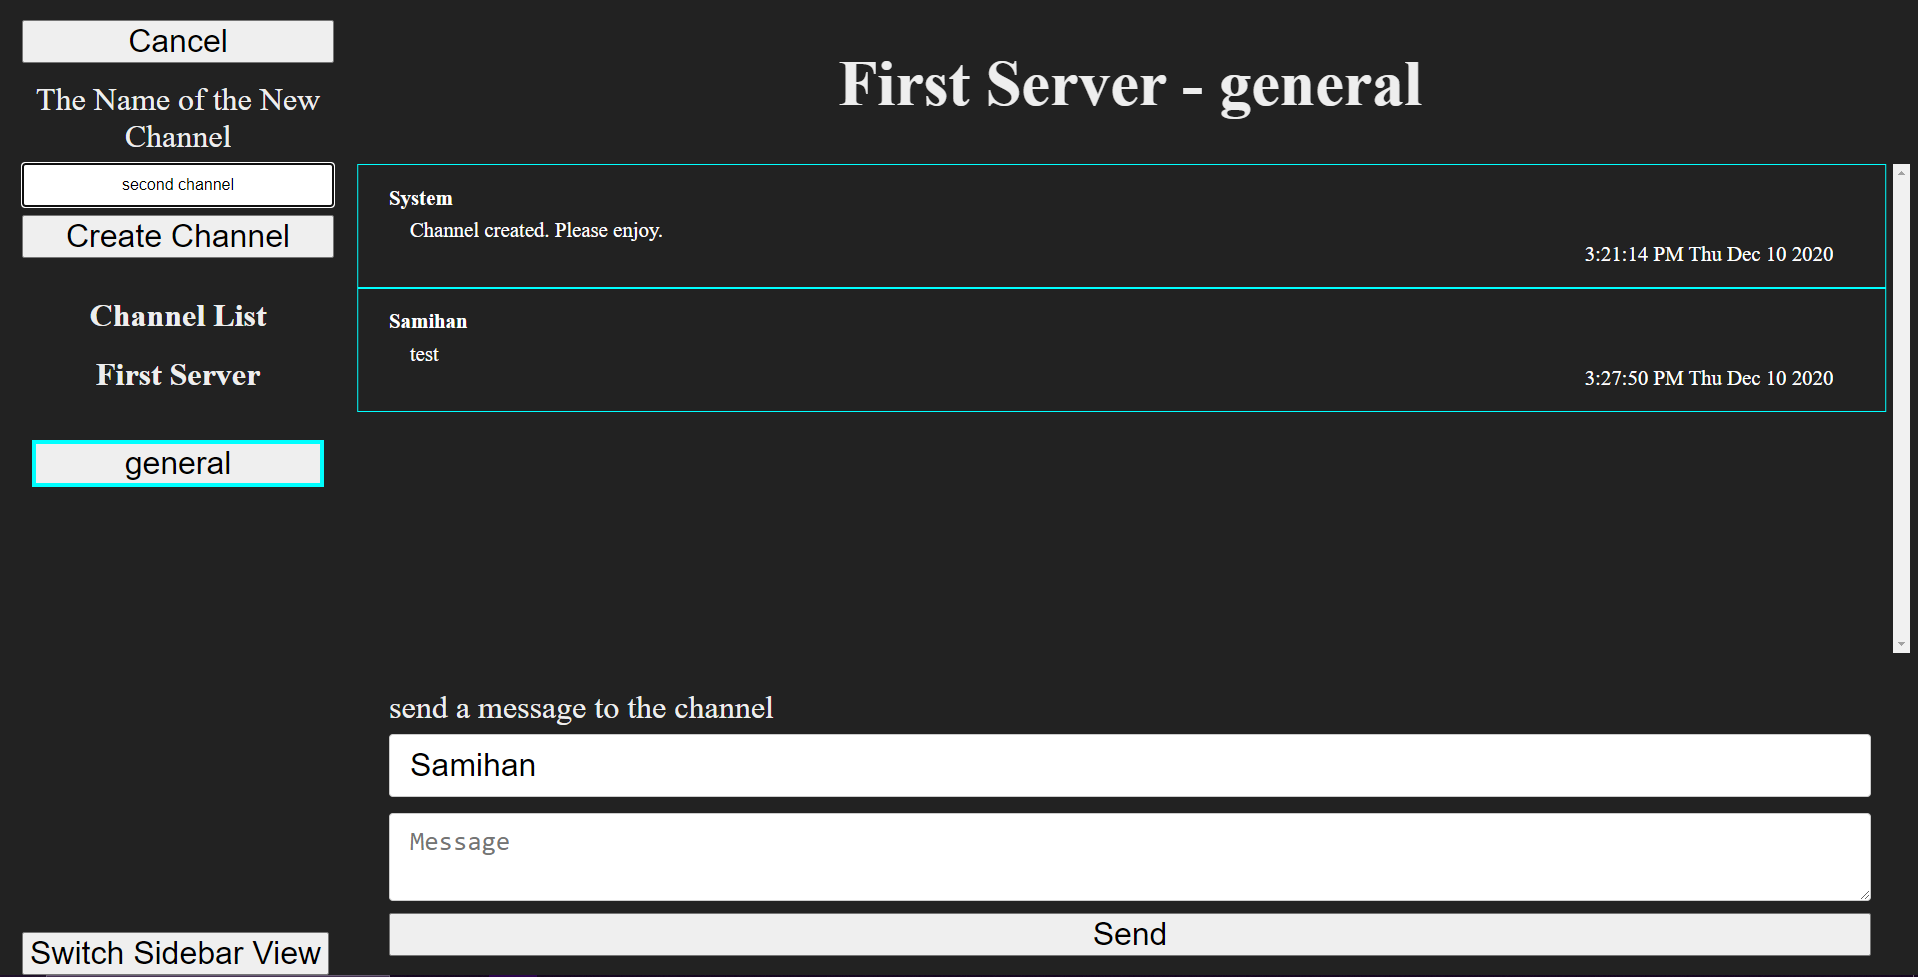 Cancel
The Name of the New
Channel
second channel
Create Channel
Channel List
First Server
general
Switch Sidebar View
First Server - general
System
Channel created. Please enjoy.
3:21:14 PM Thu Dec 10 2020
Samihan
test
3:27:50 PM Thu Dec 10 2020
send a message to the channel
Samihan
Message
Send